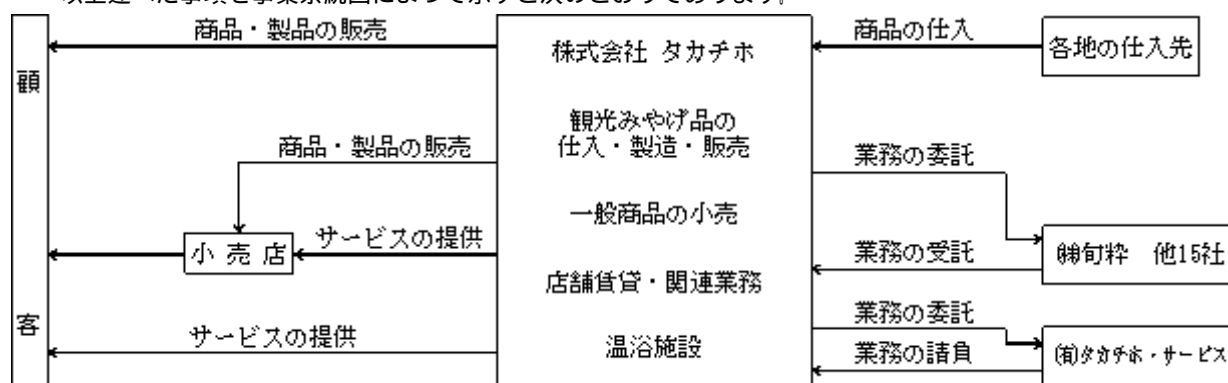 以上述べた事項を事業系統図によって示すと次のとおりであります。
商品・製品の販売
株式会社 タカチホ
商品の仕入
各地の仕入先
顧
観光みやげ品の
仕入・製造・販売
商品・製品の販売
業務の委託
一般商品の小売
小売店
サービスの提供
業務の受託
㈱旬粋 他15社
店舗賃貸・関連業務
客
サービスの提供
温浴施設
業務の委託
業務の請負
㈲タカチホ・サービス